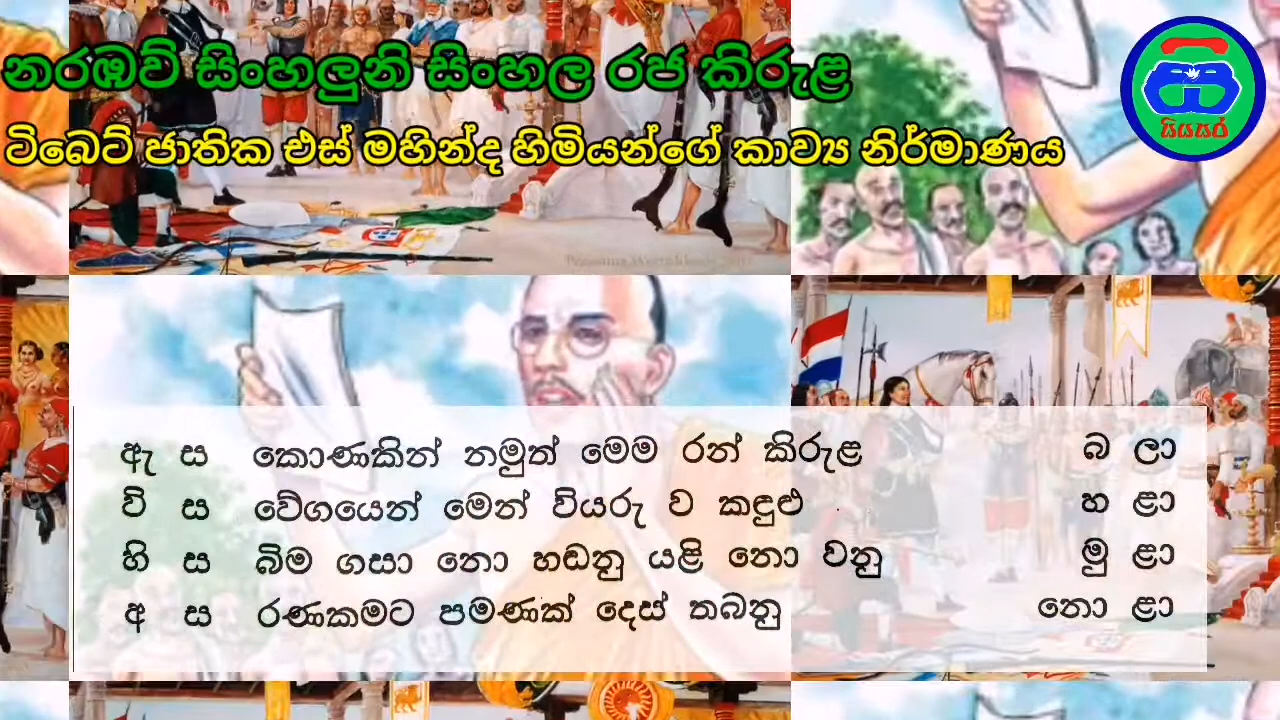 නරඹව් සිංහලුනි සිංහල රජ කිරුළ
ටිබෙට් ජාතික එස් මහින්ද හිමියන්ගේ කාව්‍ය නිර්මාණය
සියසර
ඇ ස කොණකින් නමුත් මෙම රන් කිරුළ බ ලා
වි ස වේගයෙන් මෙන් වියරු ව කඳුළු හ ළා
හි ස බිම ගසා නො හඬනු යළි නො වනු මු ළා
අ ස රණකමට පමණක් දෙස් තබනු නො ළා